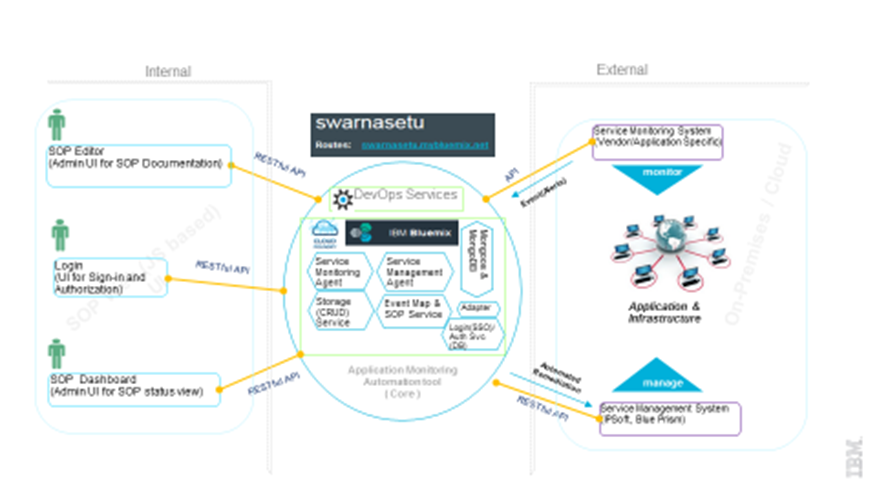 Internal
External
swarnasetu
Routes: swarnasetu.mybluemix.net
SOP Editor
(Admin UI for SOP Documentation)
RESTful API
Login
(UI for Sign-in and
Authorization)
RESTful API
SOP Dashboard
(Admin UI for SOP status view)
RESTful API
DevOps Services
CLOUD
FOUNDRY
IBM Bluemix
Mongoose &
MongoDB
Service
Monitoring
Agent
Service
Management
Agent
Storage
(CRUD)
Service
Event Map &
SOP Service
Adapter
Login(SSO)/
Auth Svc
(DB)
Application Monitoring
Automation tool
(Core)
API
Event(Alerts)
Service Monitoring System
(Vendor/Application Specific)
monitor
Application &
Infrastructure
On-Premises / Cloud
Automated
Remediation
RESTful API
manage
Service Management System
(IPSoft, Blue Prism)
IBM